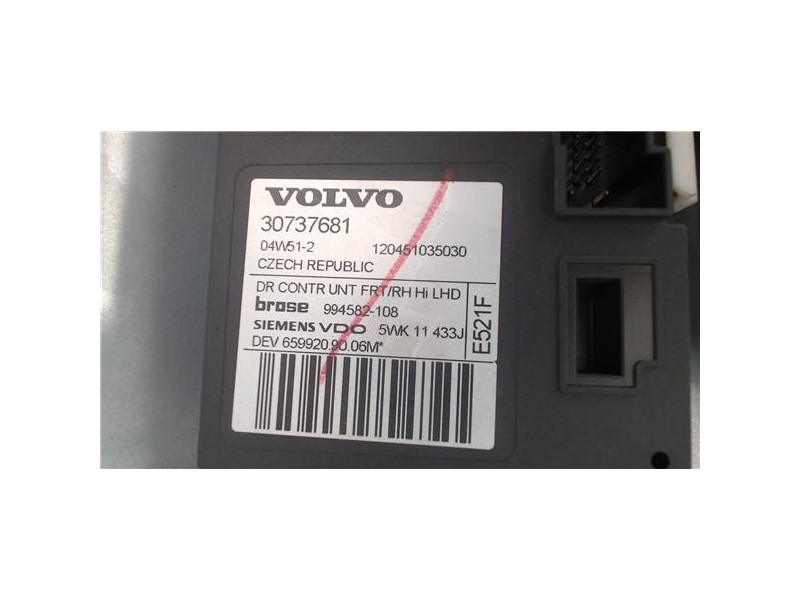 VOLVO
30737681
04W51-2 120451035030
CZECH REPUBLIC
DR CONTR UNT FRT/RH Hi LHD
brose 994582-108
SIEMENS VDO 5WK 11 433J
DEV 659920.90.06M*
E521F